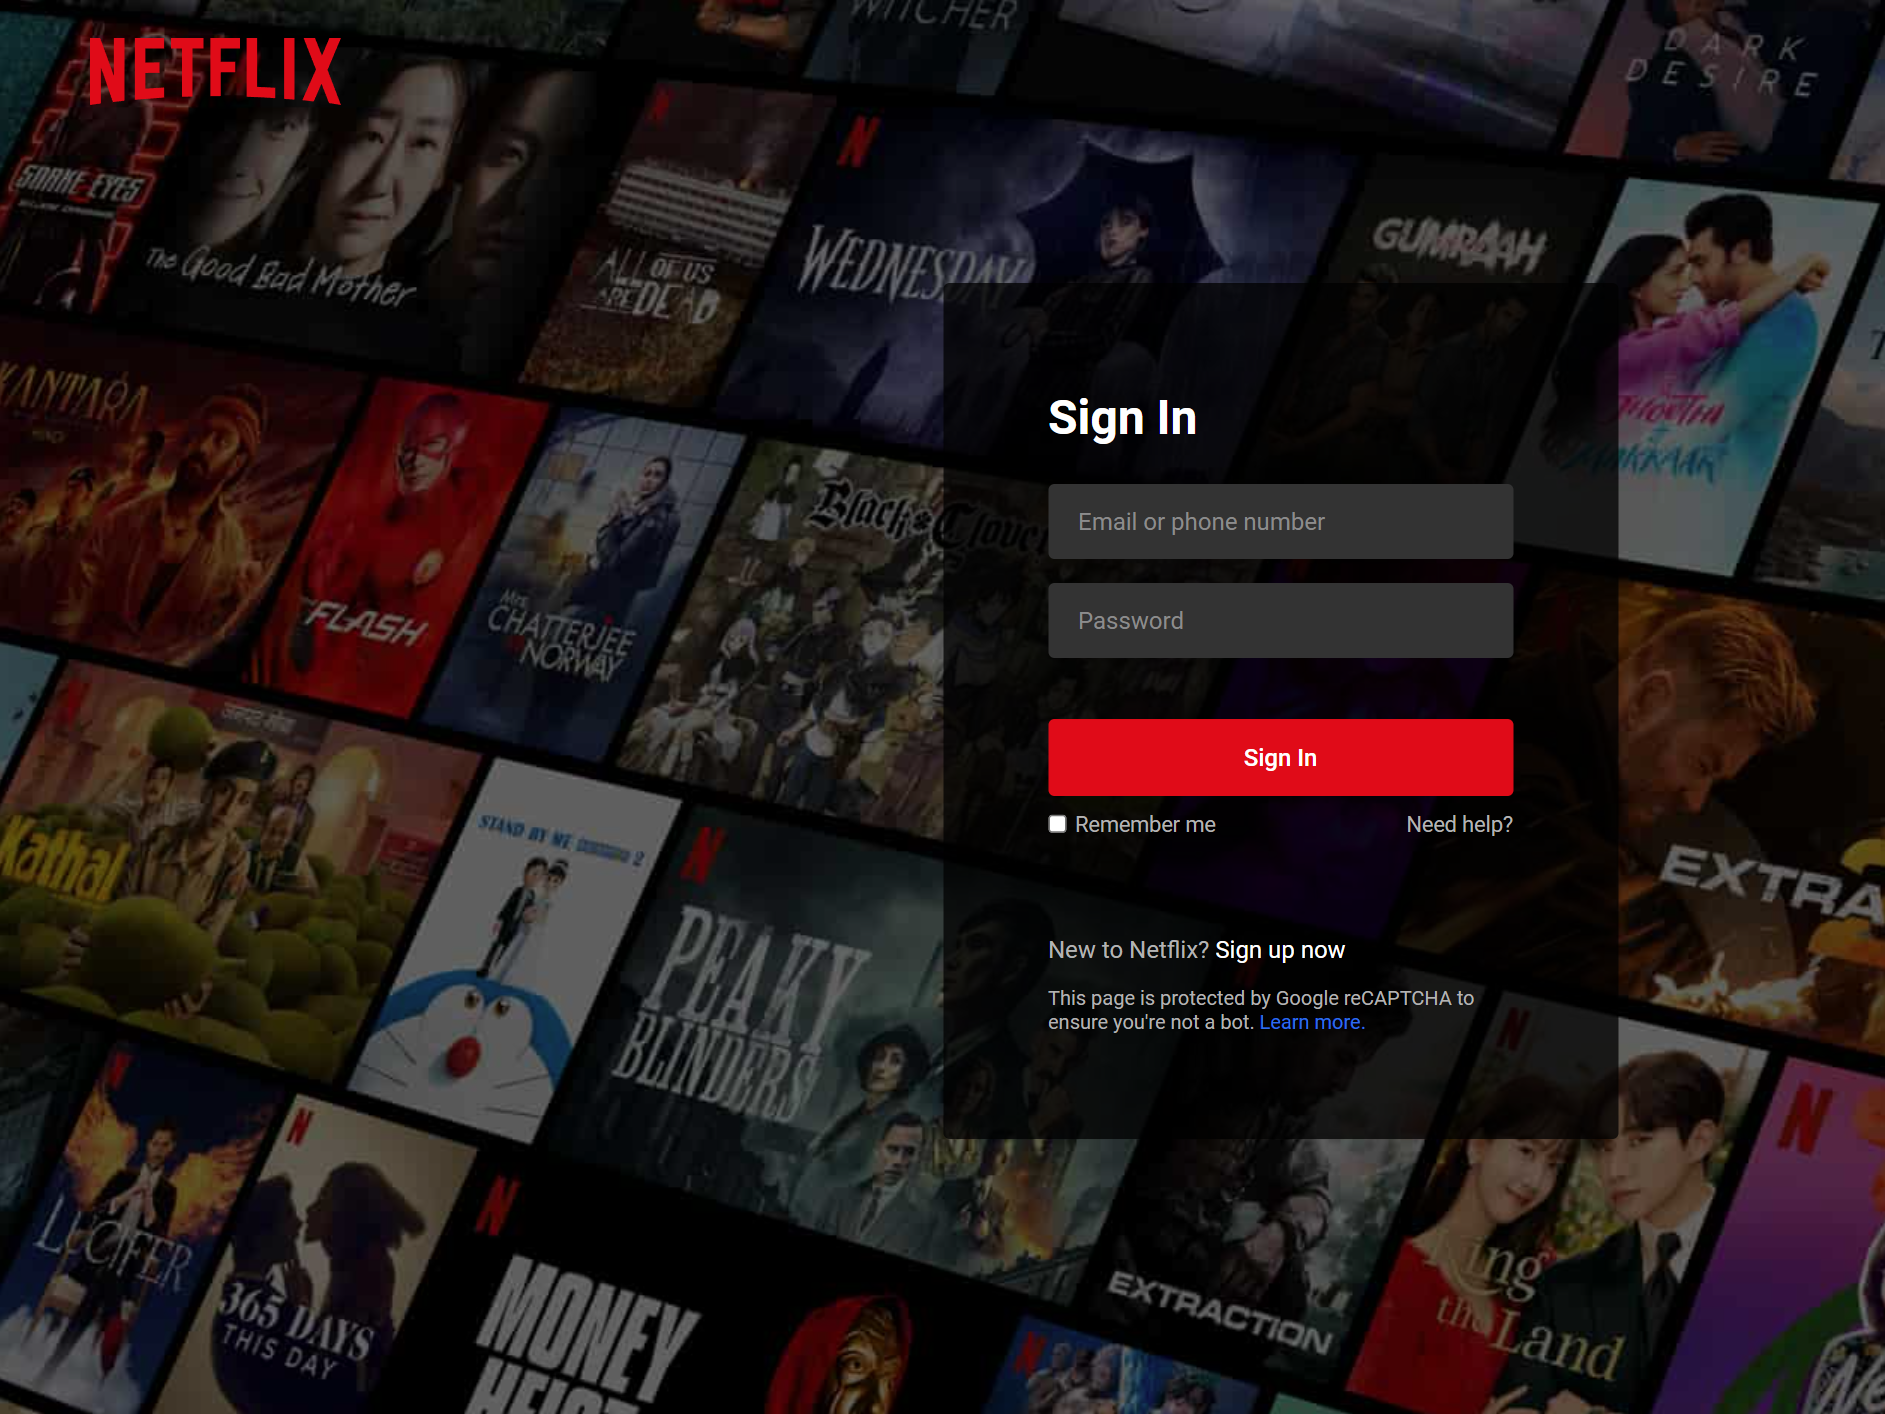 WITCHER
DARK
DESIRE
NETFLIX
SNAKE EYES
The Good Bad Mother
ALL OF US
ARE DEAD
N
WEDNESDAY
GUMRAAH
KANTARA
THE
FLASH
Mrs.
CHATTERJEE
NORWAY
Black Clover
Sign In
Email or phone number
Password
Sign In
Remember me
Need help?
New to Netflix? Sign up now
This page is protected by Google reCAPTCHA to
ensure you're not a bot. Learn more.
Kathal
STAND BY ME
2
N
PEAKY
BLINDERS
EXTRA
N
LUCIFER
N
365 DAYS
THIS DAY
N
MONEY
HEIST
EXTRACTION
N
King
the Land
N